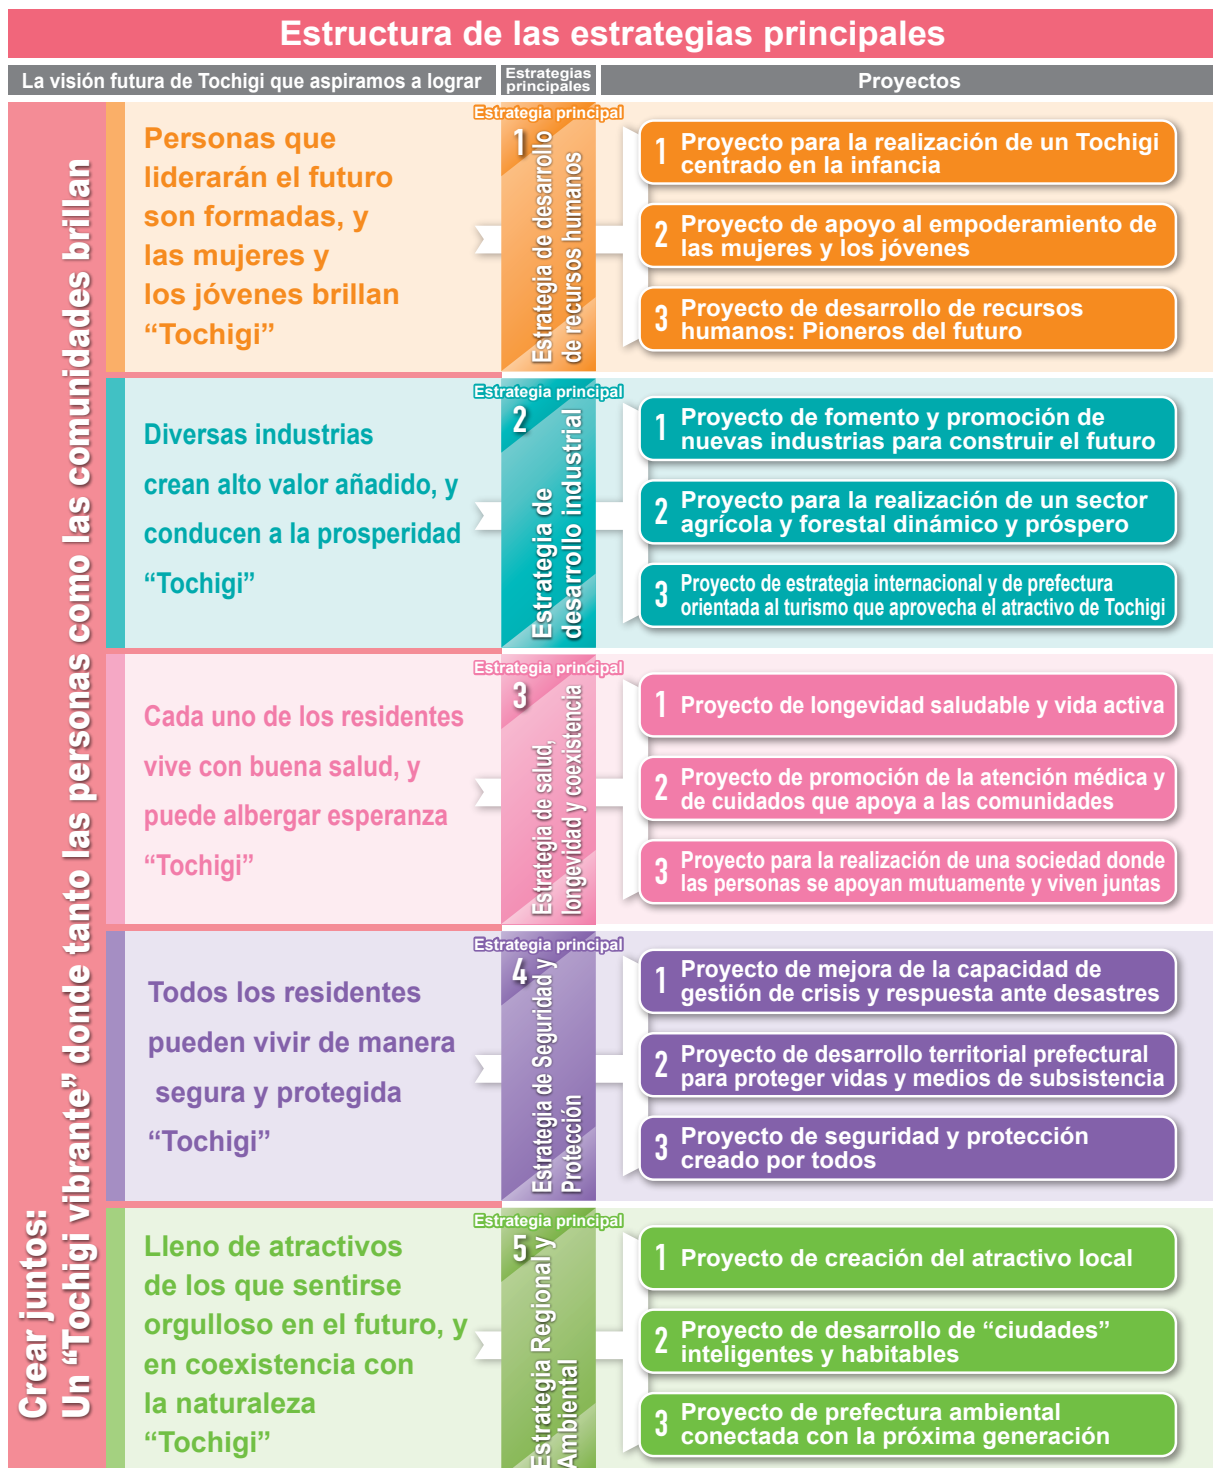 Estructura de las estrategias principales
La visión futura de Tochigi que aspiramos a lograr
Estrategias
principales
Proyectos
Crear juntos:
Un “Tochigi vibrante” donde tanto las personas como las comunidades brillan
Personas que
liderarán el futuro
son formadas, y
las mujeres y
los jóvenes brillan
“Tochigi”
Estrategia principal
1
Estrategia de desarrollo
de recursos humanos
1 Proyecto para la realización de un Tochigi
centrado en la infancia
2 Proyecto de apoyo al empoderamiento de
las mujeres y los jóvenes
3 Proyecto de desarrollo de recursos
humanos: Pioneros del futuro
Diversas industrias
crean alto valor añadido, y
conducen a la prosperidad
“Tochigi”
Estrategia principal
2
Estrategia de
desarrollo industrial
1 Proyecto de fomento y promoción de
nuevas industrias para construir el futuro
2 Proyecto para la realización de un sector
agrícola y forestal dinámico y próspero
3 Proyecto de estrategia internacional y de prefectura
orientada al turismo que aprovecha el atractivo de Tochigi
Cada uno de los residentes
vive con buena salud, y
puede albergar esperanza
“Tochigi”
Estrategia principal
3
Estrategia de salud,
longevidad y coexistencia
1 Proyecto de longevidad saludable y vida activa
2 Proyecto de promoción de la atención médica y
de cuidados que apoya a las comunidades
3 Proyecto para la realización de una sociedad donde
las personas se apoyan mutuamente y viven juntas
Todos los residentes
pueden vivir de manera
segura y protegida
“Tochigi”
Estrategia principal
4
Estrategia de Seguridad y
Protección
1 Proyecto de mejora de la capacidad de
gestión de crisis y respuesta ante desastres
2 Proyecto de desarrollo territorial prefectural
para proteger vidas y medios de subsistencia
3 Proyecto de seguridad y protección
creado por todos
Lleno de atractivos
de los que sentirse
orgulloso en el futuro, y
en coexistencia con
la naturaleza
“Tochigi”
Estrategia principal
5
Estrategia Regional y
Ambiental
1 Proyecto de creación del atractivo local
2 Proyecto de desarrollo de “ciudades”
inteligentes y habitables
3 Proyecto de prefectura ambiental
conectada con la próxima generación